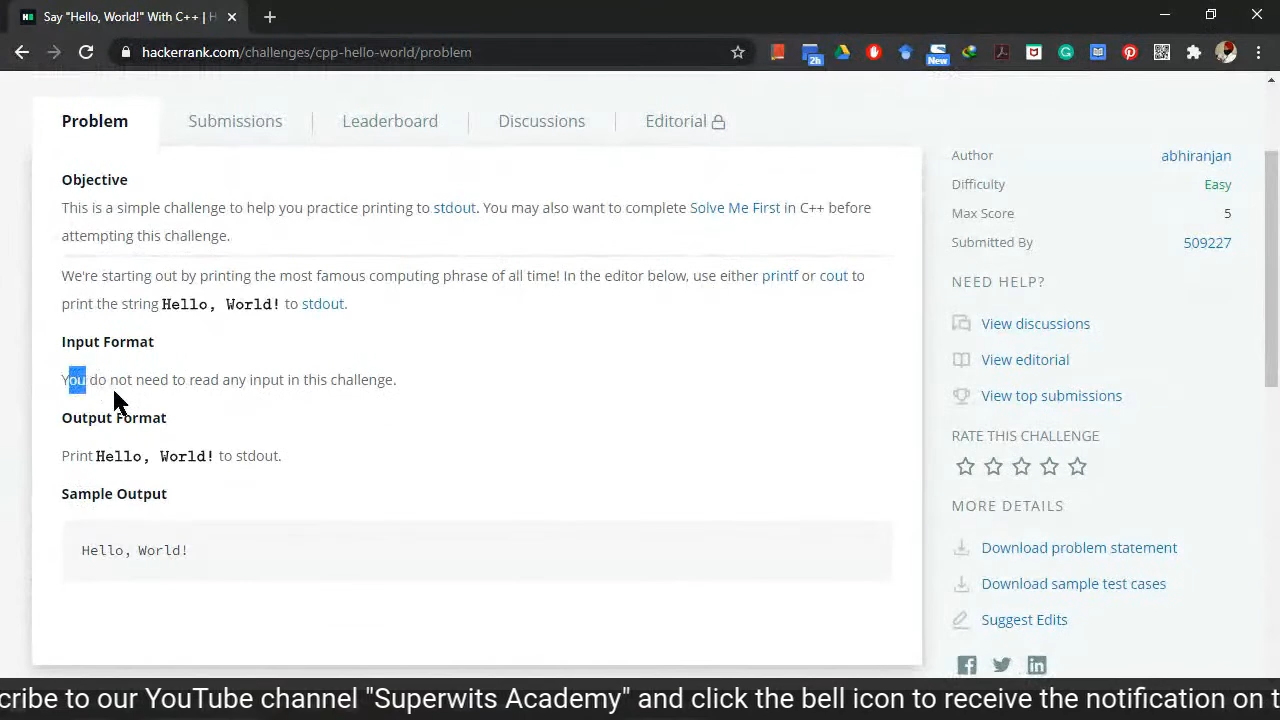 Say "Hello, World!" With C++ | H
hackerrank.com/challenges/cpp-hello-world/problem
2h
New
Problem
Submissions
Leaderboard
Discussions
Editorial
Objective
This is a simple challenge to help you practice printing to stdout. You may also want to complete Solve Me First in C++ before
attempting this challenge.
We're starting out by printing the most famous computing phrase of all time! In the editor below, use either printf or cout to
print the string Hello, World! to stdout.
Input Format
You do not need to read any input in this challenge.
Output Format
Print Hello, World! to stdout.
Sample Output
Hello, World!
Author abhiranjan
Difficulty Easy
Max Score 5
Submitted By 509227
NEED HELP?
View discussions
View editorial
View top submissions
RATE THIS CHALLENGE
MORE DETAILS
Download problem statement
Download sample test cases
Suggest Edits
cribe to our YouTube channel "Superwits Academy" and click the bell icon to receive the notification on t